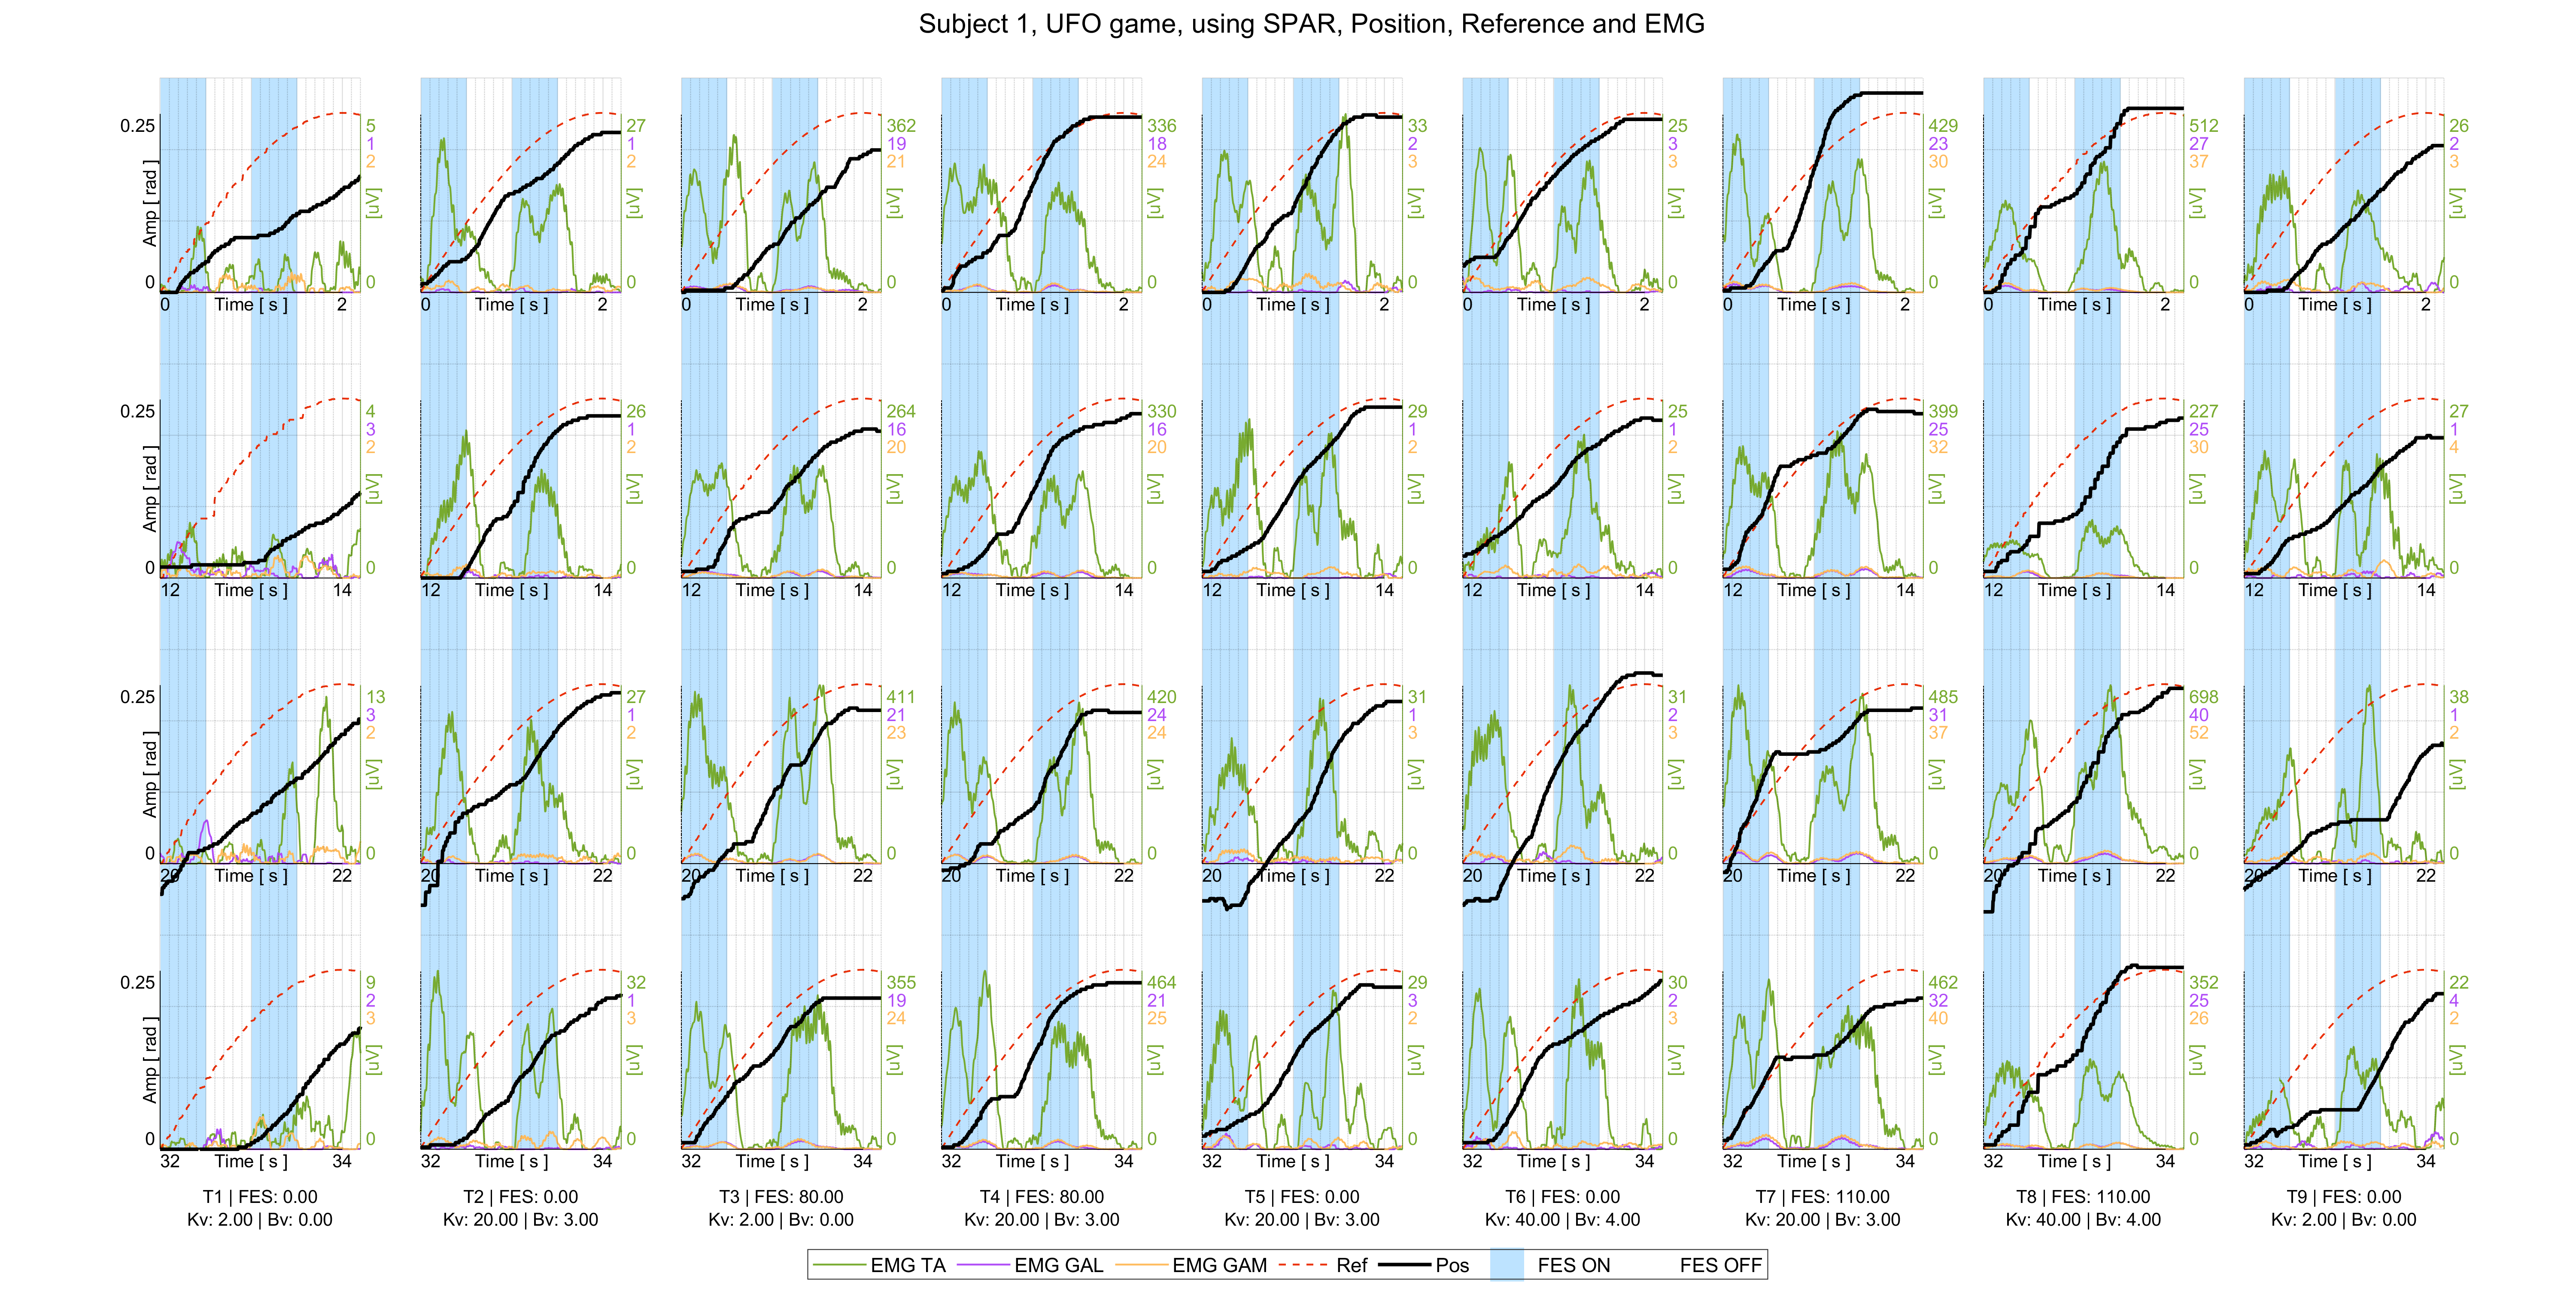 Subject 1, UFO game, using SPAR, Position, Reference and EMG
0.25 5 27 362 336 33 25 429 512 26
1 1 19 18 2 3 23 27 2
2 2 21 24 3 3 30 37 3
Amp [ rad ] [uV] [uV] [uV] [uV] [uV] [uV] [uV] [uV] [uV]
0 0 0 0 0 0 0 0 0 0
0 Time [ s ] 2 0 Time [ s ] 2 0 Time [ s ] 2 0 Time [ s ] 2 0 Time [ s ] 2 0 Time [ s ] 2 0 Time [ s ] 2 0 Time [ s ] 2 0 Time [ s ] 2
0.25 4 26 264 330 29 25 399 227 27
3 1 16 16 1 1 25 25 1
2 2 20 20 2 2 32 30 4
Amp [ rad ] [uV] [uV] [uV] [uV] [uV] [uV] [uV] [uV] [uV]
0 0 0 0 0 0 0 0 0 0
12 Time [ s ] 14 12 Time [ s ] 14 12 Time [ s ] 14 12 Time [ s ] 14 12 Time [ s ] 14 12 Time [ s ] 14 12 Time [ s ] 14 12 Time [ s ] 14 12 Time [ s ] 14
0.25 13 27 411 420 31 31 485 698 38
3 1 21 24 1 2 31 40 1
2 2 23 24 3 3 37 52 2
Amp [ rad ] [uV] [uV] [uV] [uV] [uV] [uV] [uV] [uV] [uV]
0 0 0 0 0 0 0 0 0 0
20 Time [ s ] 22 20 Time [ s ] 22 20 Time [ s ] 22 20 Time [ s ] 22 20 Time [ s ] 22 20 Time [ s ] 22 20 Time [ s ] 22 20 Time [ s ] 22 20 Time [ s ] 22
0.25 9 32 355 464 29 30 462 352 22
2 1 19 21 3 2 32 25 4
3 3 24 25 2 3 40 26 2
Amp [ rad ] [uV] [uV] [uV] [uV] [uV] [uV] [uV] [uV] [uV]
0 0 0 0 0 0 0 0 0 0
32 Time [ s ] 34 32 Time [ s ] 34 32 Time [ s ] 34 32 Time [ s ] 34 32 Time [ s ] 34 32 Time [ s ] 34 32 Time [ s ] 34 32 Time [ s ] 34 32 Time [ s ] 34
T1 | FES: 0.00 T2 | FES: 0.00 T3 | FES: 80.00 T4 | FES: 80.00 T5 | FES: 0.00 T6 | FES: 0.00 T7 | FES: 110.00 T8 | FES: 110.00 T9 | FES: 0.00
Kv: 2.00 | Bv: 0.00 Kv: 20.00 | Bv: 3.00 Kv: 2.00 | Bv: 0.00 Kv: 20.00 | Bv: 3.00 Kv: 20.00 | Bv: 3.00 Kv: 40.00 | Bv: 4.00 Kv: 20.00 | Bv: 3.00 Kv: 40.00 | Bv: 4.00 Kv: 2.00 | Bv: 0.00
EMG TA EMG GAL EMG GAM Ref Pos FES ON FES OFF